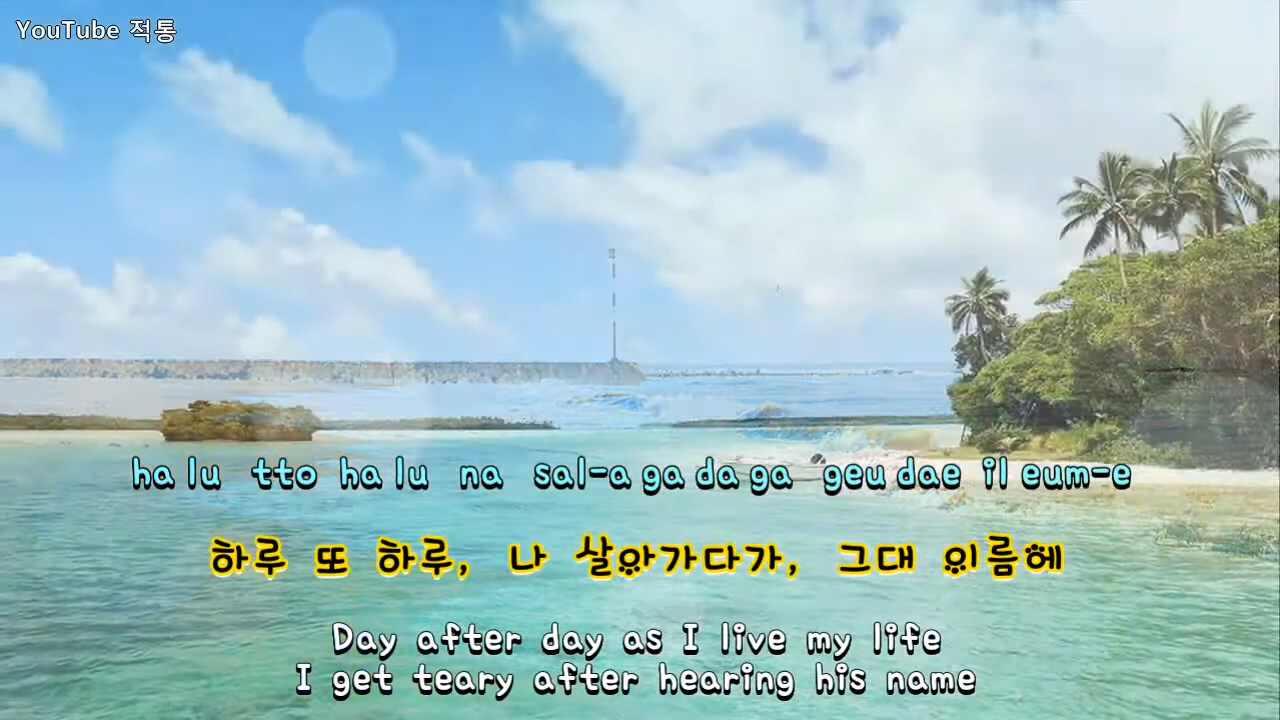 YouTube 적통
ha lu tto ha lu na sal-a ga da ga geu dae il eum-e
하루 또 하루, 나 살아가다가, 그대 이름에
Day after day as I live my life
I get teary after hearing his name